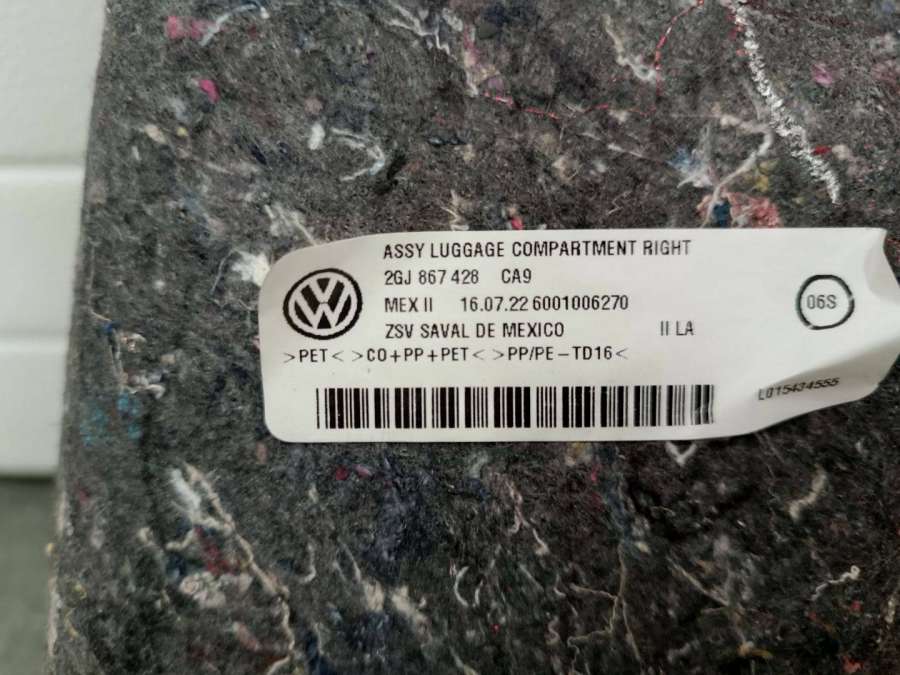 ASSY LUGGAGE COMPARTMENT RIGHT
2GJ 867 428 CA9
MEX II 16.07.22 6001006270
06S
ZSV SAVAL DE MEXICO II LA
>PET< >CO+PP+PET< >PP/PE-TD16<
L015434555